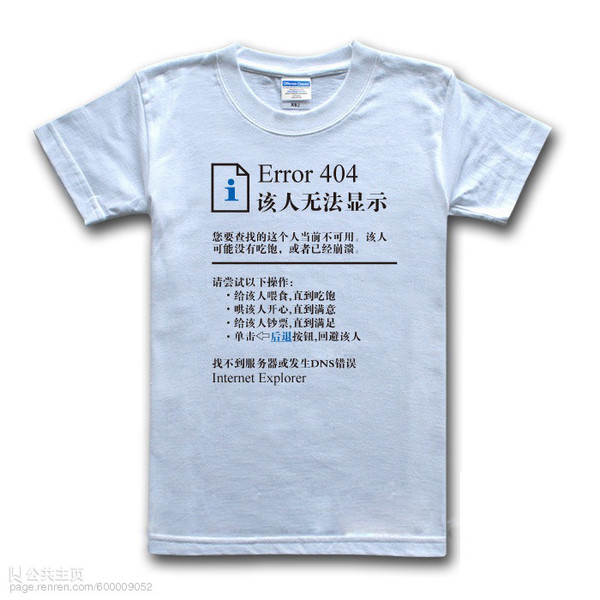 Error 404
该人无法显示
您要查找的这个人当前不可用。该人
可能没有吃饱，或者已经崩溃。
请尝试以下操作：
·给该人喂食，直到吃饱
·哄该人开心，直到满意
·给该人钞票，直到满足
·单击⇦后退按钮，回避该人
找不到服务器或发生DNS错误
Internet Explorer
公共主页
page.renren.com/600009052